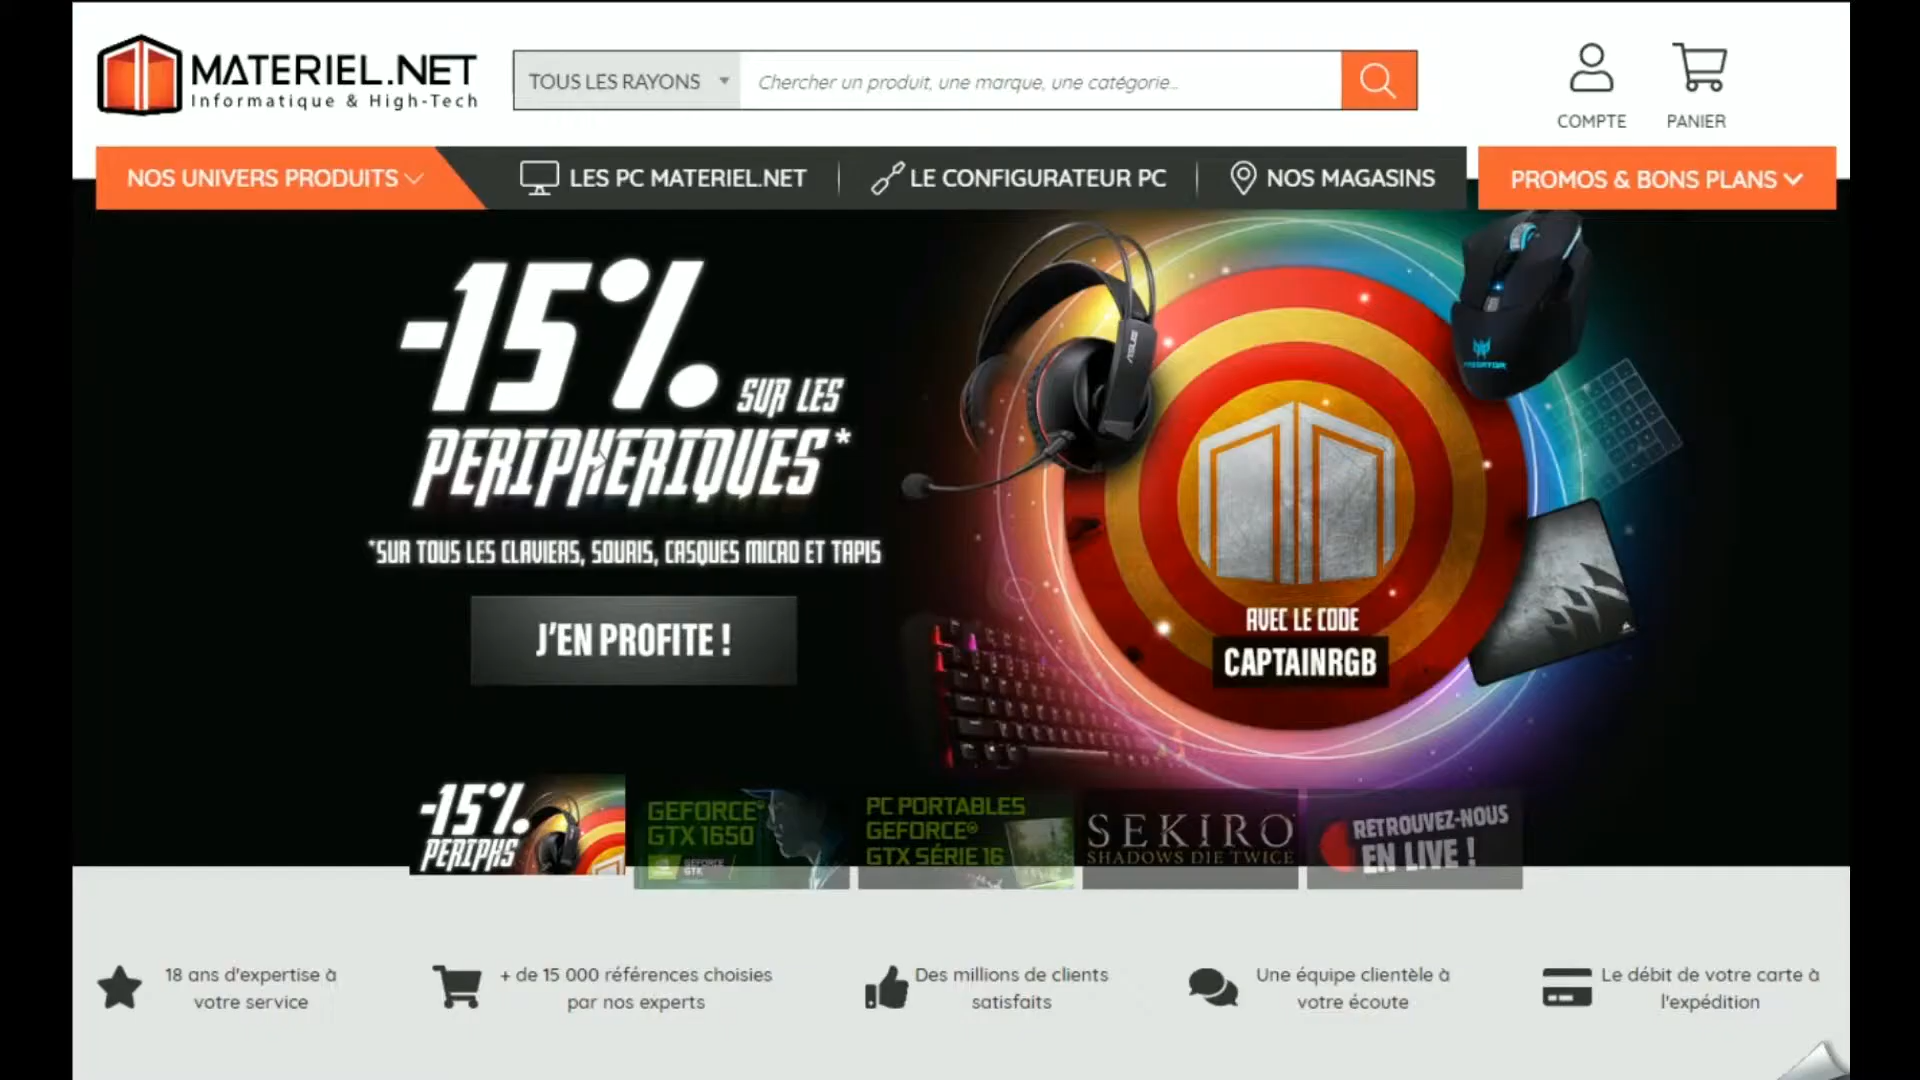 MATERIEL.NET
Informatique & High-Tech
TOUS LES RAYONS
Chercher un produit, une marque, une catégorie...
COMPTE
PANIER
NOS UNIVERS PRODUITS
LES PC MATERIEL.NET
LE CONFIGURATEUR PC
NOS MAGASINS
PROMOS & BONS PLANS
-15% SUR LES
PERIPHERIQUES*
*SUR TOUS LES CLAVIERS, SOURIS, CASQUES MICRO ET TAPIS
J'EN PROFITE !
ASUS
PREDATOR
AVEC LE CODE
CAPTAINRGB
-15%
PERIPHS
GEFORCE®
GTX 1650
GEFORCE
GTX
PC PORTABLES
GEFORCE®
GTX SÉRIE 16
SEKIRO
SHADOWS DIE TWICE
RETROUVEZ-NOUS
EN LIVE !
18 ans d'expertise à
votre service
+ de 15 000 références choisies
par nos experts
Des millions de clients
satisfaits
Une équipe clientèle à
votre écoute
Le débit de votre carte à
l'expédition